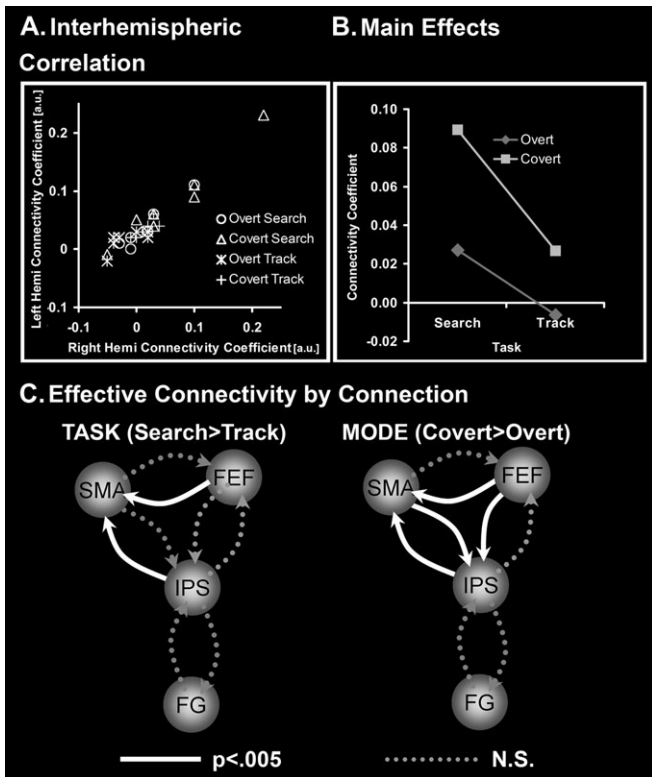 A. Interhemispheric
Correlation
B. Main Effects
Left Hemi Connectivity Coefficient [a.u.]
0.2
0.1
0
-0.1
-0.1
0
0.1
0.2
Right Hemi Connectivity Coefficient [a.u.]
Overt Search
Covert Search
Overt Track
Covert Track
Connectivity Coefficient
0.10
0.08
0.06
0.04
0.02
0.00
-0.02
Overt
Covert
Search
Track
Task
C. Effective Connectivity by Connection
TASK (Search>Track)
MODE (Covert>Overt)
SMA
FEF
IPS
FG
SMA
FEF
IPS
FG
p<.005
N.S.